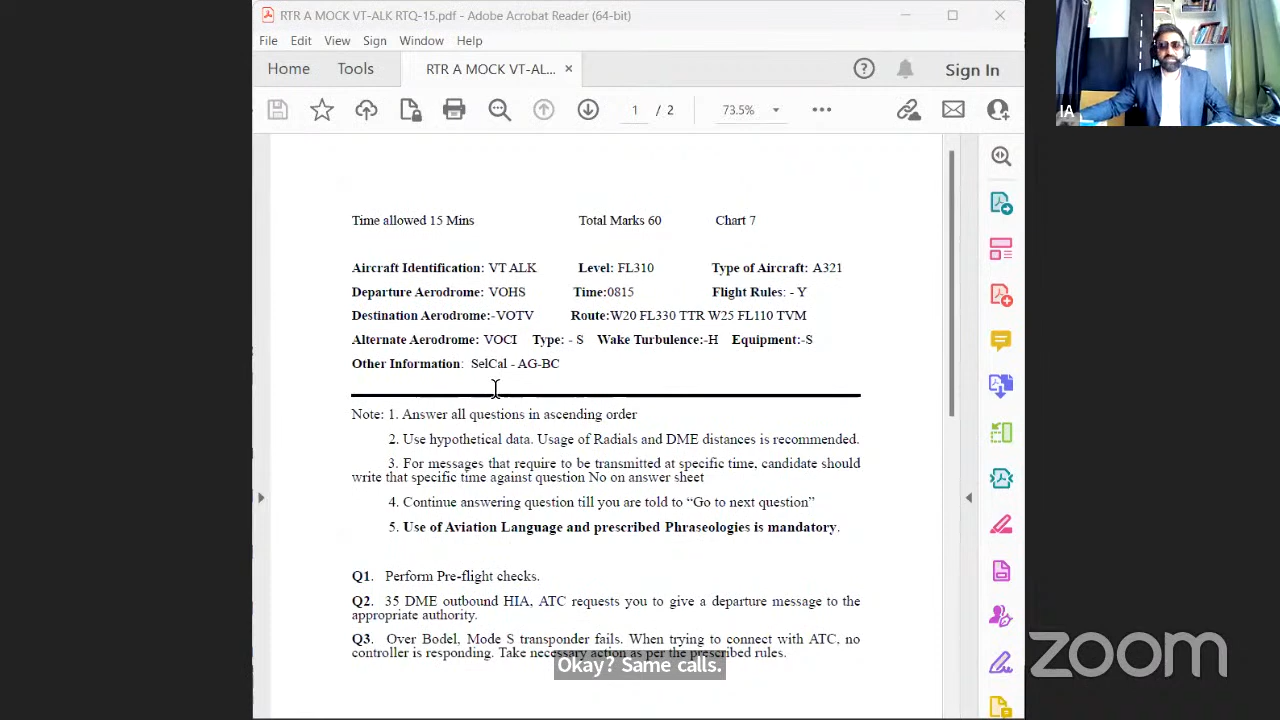 RTR A MOCK VT-ALK RTQ-15.pdf - Adobe Acrobat Reader (64-bit)
File Edit View Sign Window Help
Home Tools RTR A MOCK VT-AL... × Sign In
1 / 2 73.5%
IA
Time allowed 15 Mins Total Marks 60 Chart 7
Aircraft Identification: VT ALK Level: FL310 Type of Aircraft: A321
Departure Aerodrome: VOHS Time:0815 Flight Rules: - Y
Destination Aerodrome:-VOTV Route:W20 FL330 TTR W25 FL110 TVM
Alternate Aerodrome: VOCI Type: - S Wake Turbulence:-H Equipment:-S
Other Information: SelCal - AG-BC
Note: 1. Answer all questions in ascending order
2. Use hypothetical data. Usage of Radials and DME distances is recommended.
3. For messages that require to be transmitted at specific time, candidate should
write that specific time against question No on answer sheet
4. Continue answering question till you are told to “Go to next question”
5. Use of Aviation Language and prescribed Phraseologies is mandatory.
Q1. Perform Pre-flight checks.
Q2. 35 DME outbound HIA, ATC requests you to give a departure message to the
appropriate authority.
Q3. Over Bodel, Mode S transponder fails. When trying to connect with ATC, no
controller is responding. Take necessary action as per the prescribed rules.
Okay? Same calls.
zoom